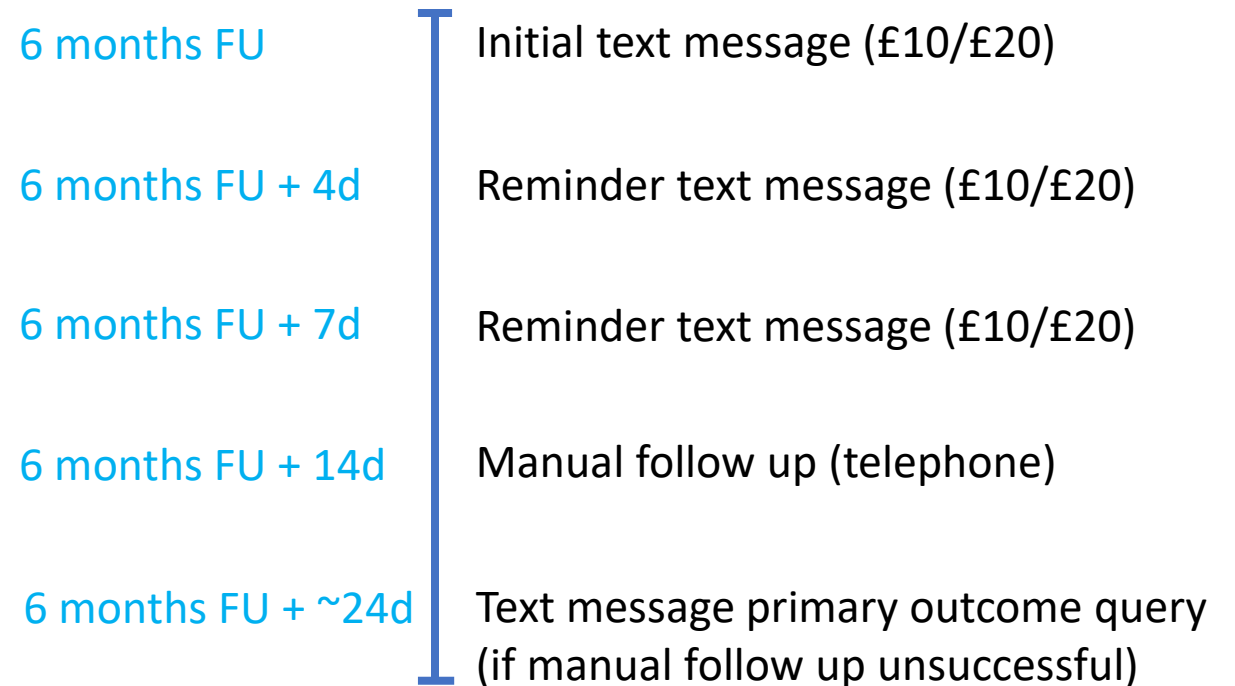 6 months FU Initial text message (£10/£20)
6 months FU + 4d Reminder text message (£10/£20)
6 months FU + 7d Reminder text message (£10/£20)
6 months FU + 14d Manual follow up (telephone)
6 months FU + ~24d Text message primary outcome query
(if manual follow up unsuccessful)